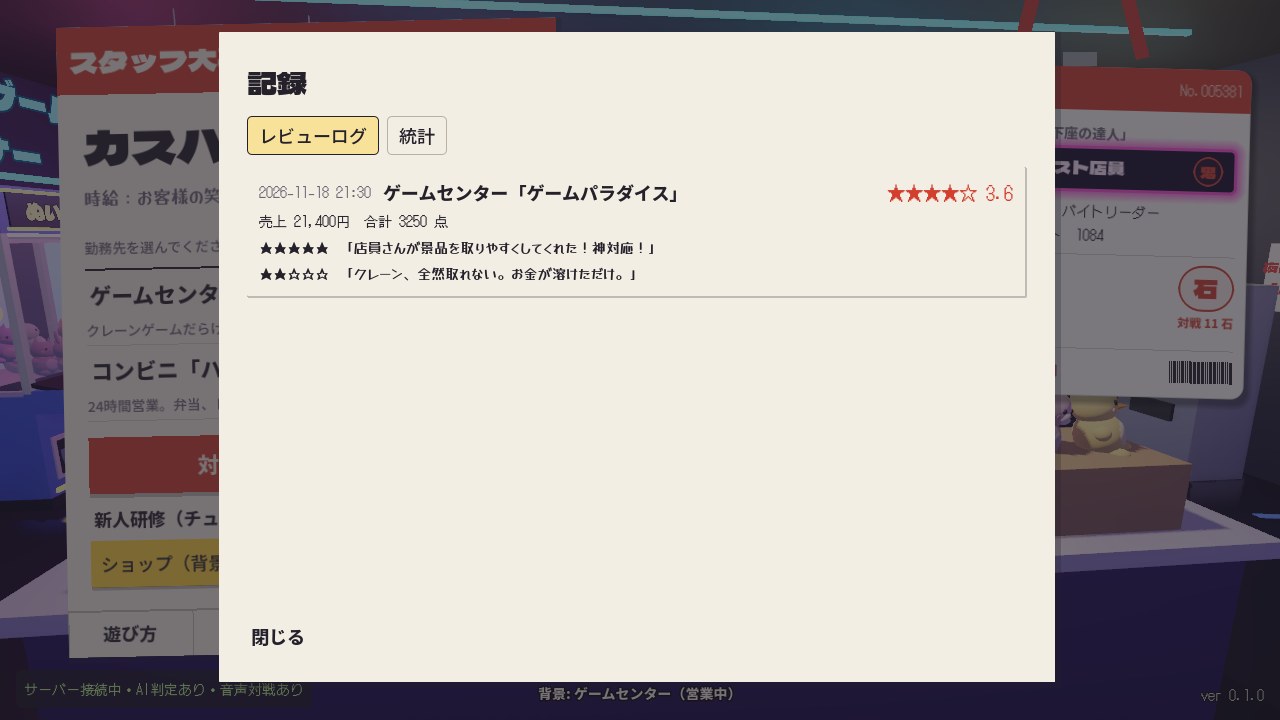 スタッフ大
カスハ
時給：お客様の笑
勤務先を選んでくださ
ゲームセンタ
クレーンゲームだらけ
コンビニ「ハ
24時間営業。弁当、
対
新人研修（チュ
ショップ（背景
遊び方
サーバー接続中・AI判定あり・音声対戦あり
記録
レビューログ
統計
2026-11-18 21:30 ゲームセンター「ゲームパラダイス」 ★★★★☆ 3.6
売上 21,400円 合計 3250 点
★★★★★ 「店員さんが景品を取りやすくしてくれた！神対応！」
★★☆☆☆ 「クレーン、全然取れない。お金が溶けただけ。」
閉じる
背景: ゲームセンター（営業中）
No. 005381
下座の達人」
スト店員
バイトリーダー
1084
石
対戦 11 石
ver 0.1.0
ゲーム
ナー
ぬい